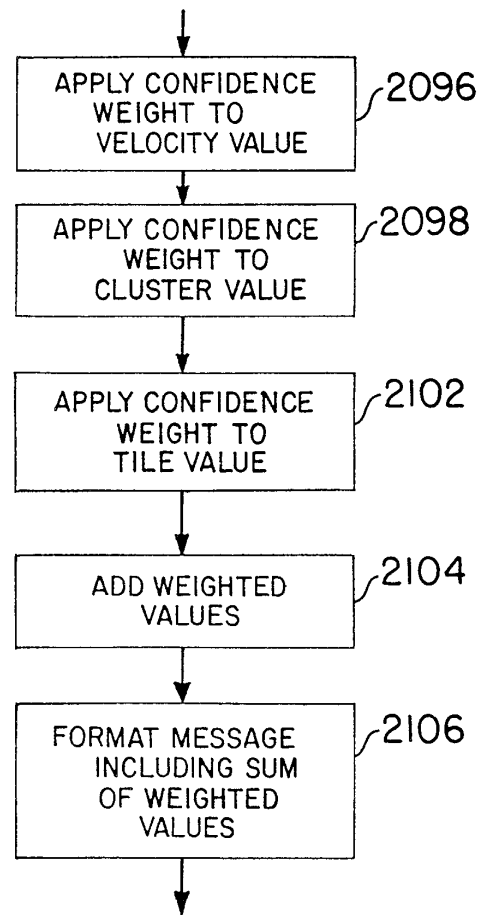 APPLY CONFIDENCE
WEIGHT TO
VELOCITY VALUE
2096
APPLY CONFIDENCE
WEIGHT TO
CLUSTER VALUE
2098
APPLY CONFIDENCE
WEIGHT TO
TILE VALUE
2102
ADD WEIGHTED
VALUES
2104
FORMAT MESSAGE
INCLUDING SUM
OF WEIGHTED
VALUES
2106